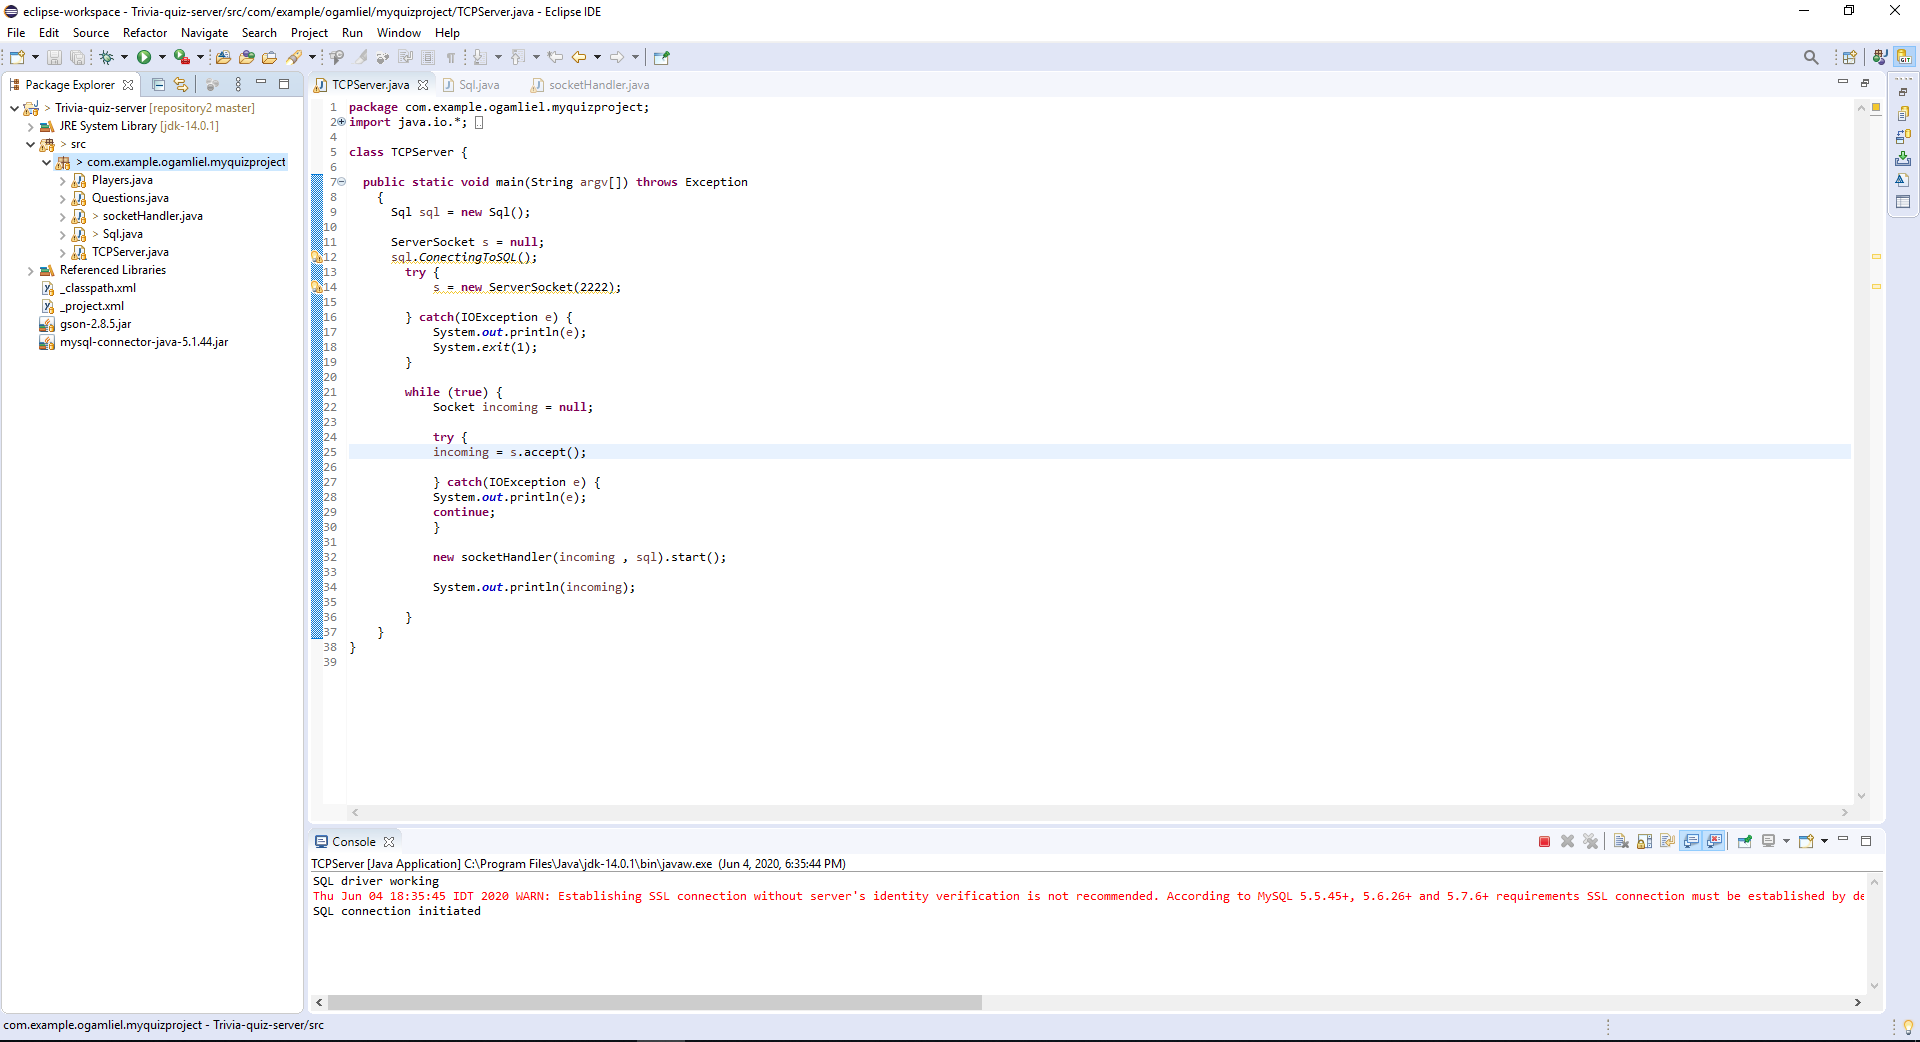 eclipse-workspace - Trivia-quiz-server/src/com/example/ogamliel/myquizproject/TCPServer.java - Eclipse IDE
File Edit Source Refactor Navigate Search Project Run Window Help
Package Explorer
> Trivia-quiz-server [repository2 master]
JRE System Library [jdk-14.0.1]
> src
> com.example.ogamliel.myquizproject
Players.java
Questions.java
> socketHandler.java
> Sql.java
TCPServer.java
Referenced Libraries
_classpath.xml
_project.xml
gson-2.8.5.jar
mysql-connector-java-5.1.44.jar
TCPServer.java Sql.java socketHandler.java
1 package com.example.ogamliel.myquizproject;
2 import java.io.*;
4
5 class TCPServer {
6
7 public static void main(String argv[]) throws Exception
8 {
9 Sql sql = new Sql();
10
11 ServerSocket s = null;
12 sql.ConectingToSQL();
13 try {
14 s = new ServerSocket(2222);
15
16 } catch(IOException e) {
17 System.out.println(e);
18 System.exit(1);
19 }
20
21 while (true) {
22 Socket incoming = null;
23
24 try {
25 incoming = s.accept();
26
27 } catch(IOException e) {
28 System.out.println(e);
29 continue;
30 }
31
32 new socketHandler(incoming , sql).start();
33
34 System.out.println(incoming);
35
36 }
37 }
38 }
39
Console
TCPServer [Java Application] C:\Program Files\Java\jdk-14.0.1\bin\javaw.exe (Jun 4, 2020, 6:35:44 PM)
SQL driver working
Thu Jun 04 18:35:45 IDT 2020 WARN: Establishing SSL connection without server's identity verification is not recommended. According to MySQL 5.5.45+, 5.6.26+ and 5.7.6+ requirements SSL connection must be established by de
SQL connection initiated
com.example.ogamliel.myquizproject - Trivia-quiz-server/src